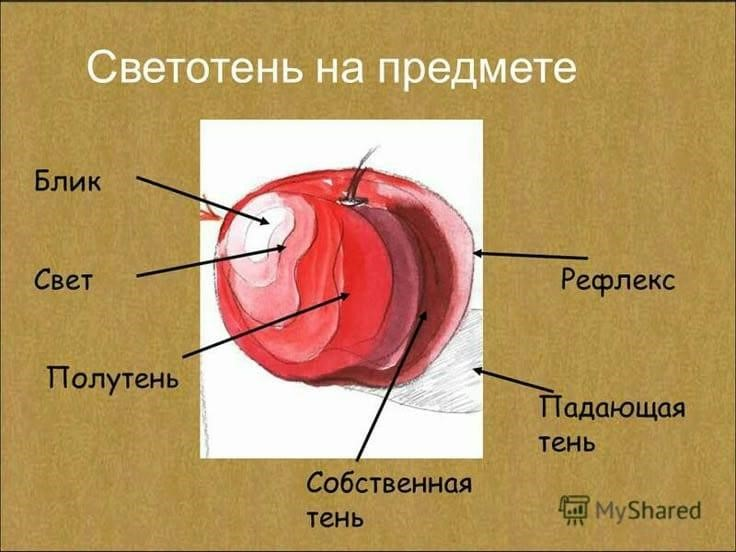 Светотень на предмете
Блик
Свет
Рефлекс
Полутень
Падающая
тень
Собственная
тень
MyShared